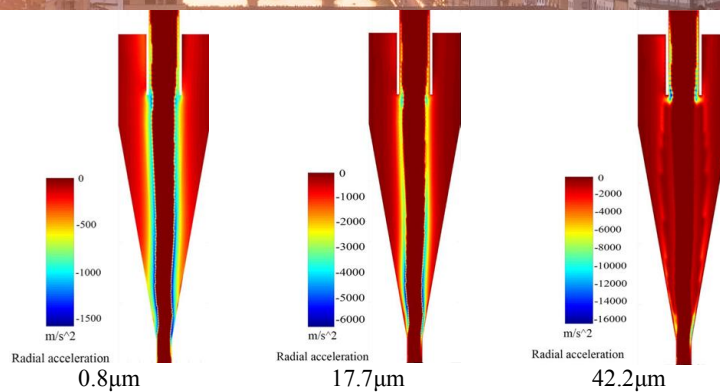 0
-500
-1000
-1500
m/s^2
Radial acceleration
0.8μm
0
-1000
-2000
-3000
-4000
-5000
-6000
m/s^2
Radial acceleration
17.7μm
0
-2000
-4000
-6000
-8000
-10000
-12000
-14000
-16000
m/s^2
Radial acceleration
42.2μm